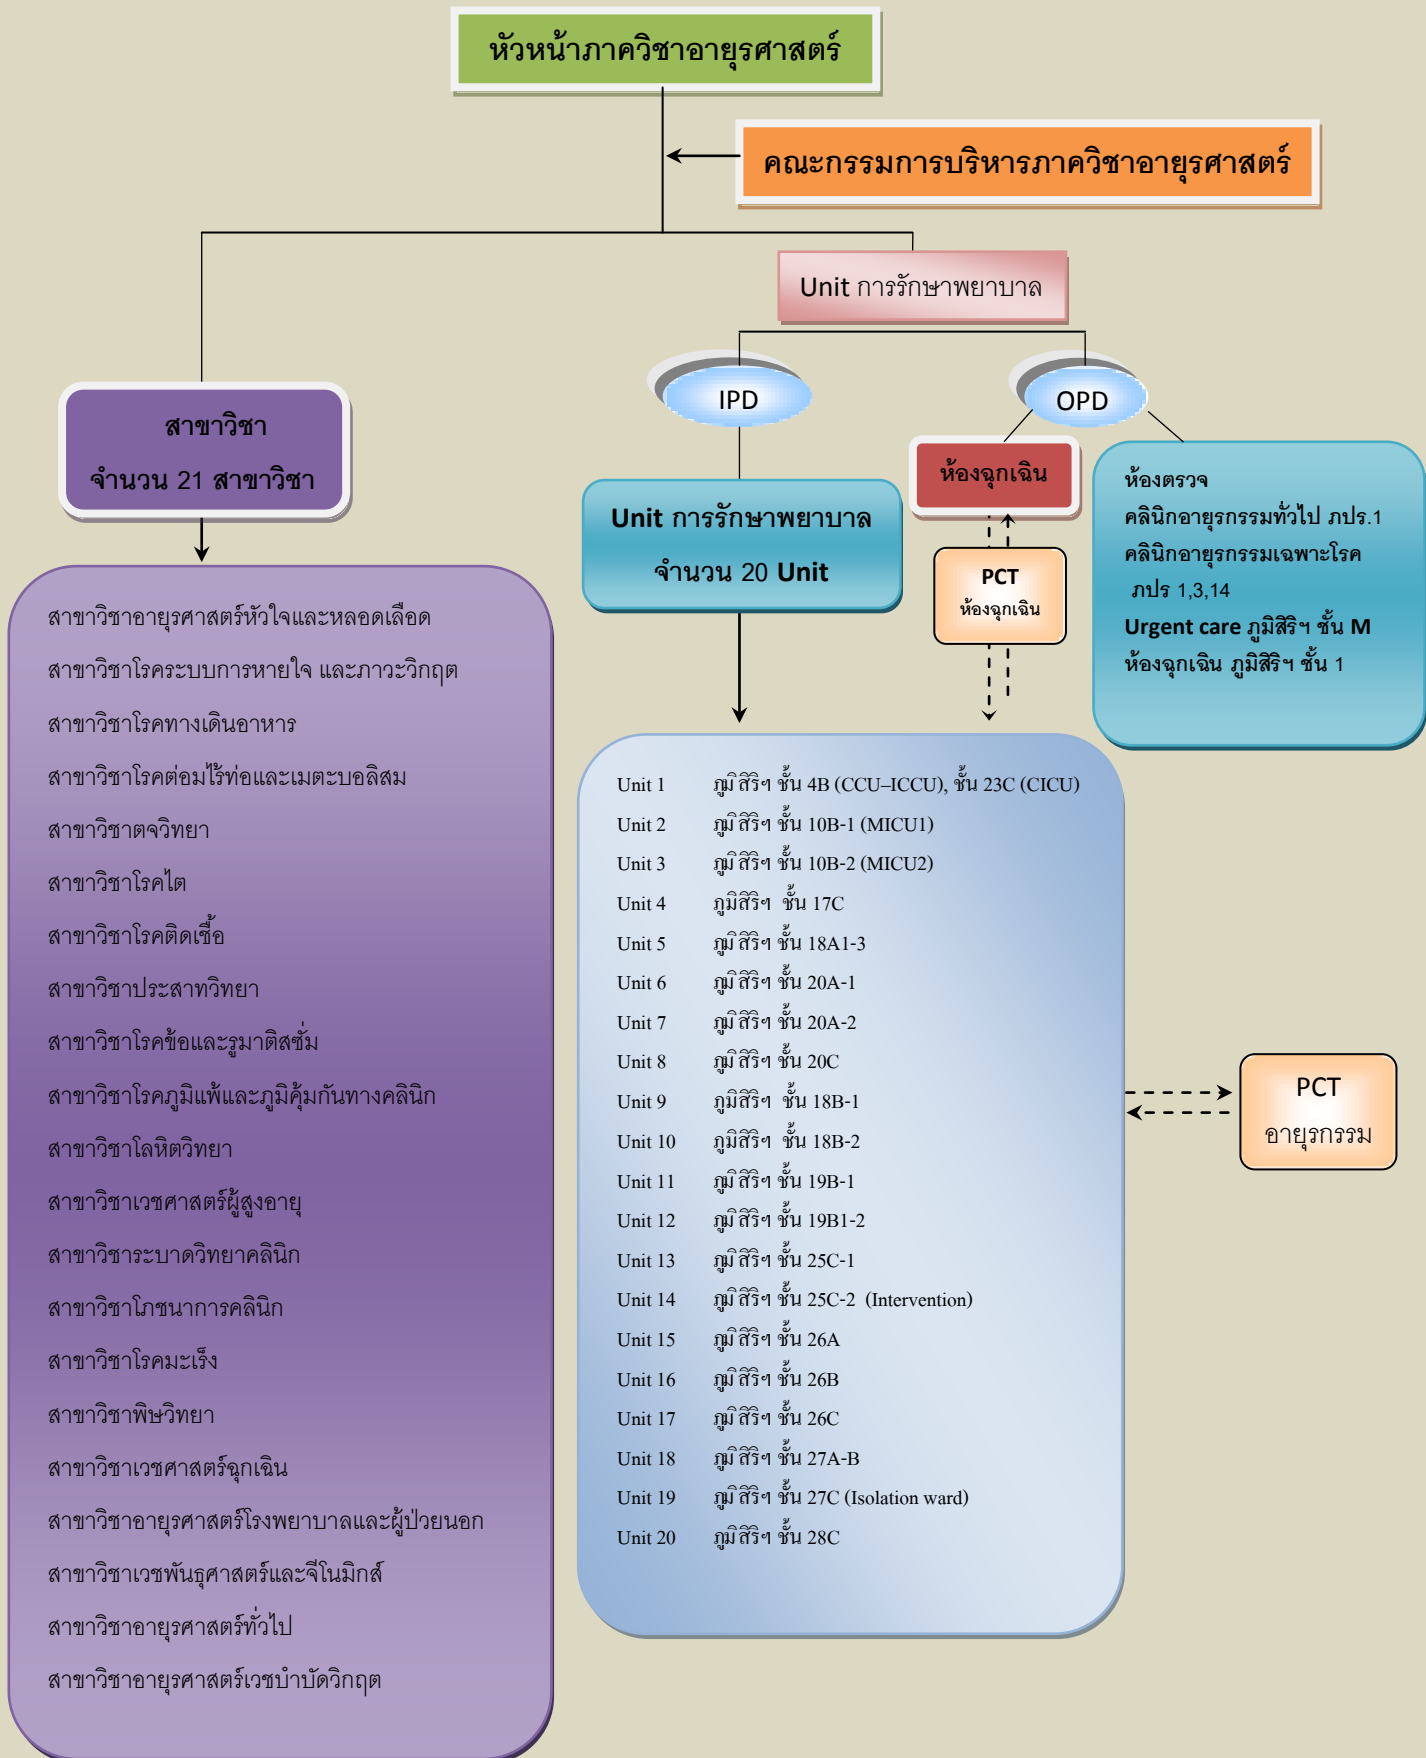 หัวหน้าภาควิชาอายุรศาสตร์
คณะกรรมการบริหารภาควิชาอายุรศาสตร์
Unit การรักษาพยาบาล
IPD
OPD
สาขาวิชา
จำนวน 21 สาขาวิชา
Unit การรักษาพยาบาล
จำนวน 20 Unit
ห้องฉุกเฉิน
PCT
ห้องฉุกเฉิน
ห้องตรวจ
คลินิกอายุรกรรมทั่วไป ภปร.1
คลินิกอายุรกรรมเฉพาะโรค
ภปร 1,3,14
Urgent care ภูมิสิริฯ ชั้น M
ห้องฉุกเฉิน ภูมิสิริฯ ชั้น 1
สาขาวิชาอายุรศาสตร์หัวใจและหลอดเลือด
สาขาวิชาโรคระบบการหายใจ และภาวะวิกฤต
สาขาวิชาโรคทางเดินอาหาร
สาขาวิชาโรคต่อมไร้ท่อและเมตะบอลิสม
สาขาวิชาตจวิทยา
สาขาวิชาโรคไต
สาขาวิชาโรคติดเชื้อ
สาขาวิชาประสาทวิทยา
สาขาวิชาโรคข้อและรูมาติสซั่ม
สาขาวิชาโรคภูมิแพ้และภูมิคุ้มกันทางคลินิก
สาขาวิชาโลหิตวิทยา
สาขาวิชาเวชศาสตร์ผู้สูงอายุ
สาขาวิชาระบาดวิทยาคลินิก
สาขาวิชาโภชนาการคลินิก
สาขาวิชาโรคมะเร็ง
สาขาวิชาพิษวิทยา
สาขาวิชาเวชศาสตร์ฉุกเฉิน
สาขาวิชาอายุรศาสตร์โรงพยาบาลและผู้ป่วยนอก
สาขาวิชาเวชพันธุศาสตร์และจีโนมิกส์
สาขาวิชาอายุรศาสตร์ทั่วไป
สาขาวิชาอายุรศาสตร์เวชบำบัดวิกฤต
Unit 1 ภูมิสิริฯ ชั้น 4B (CCU–ICCU), ชั้น 23C (CICU)
Unit 2 ภูมิสิริฯ ชั้น 10B-1 (MICU1)
Unit 3 ภูมิสิริฯ ชั้น 10B-2 (MICU2)
Unit 4 ภูมิสิริฯ ชั้น 17C
Unit 5 ภูมิสิริฯ ชั้น 18A1-3
Unit 6 ภูมิสิริฯ ชั้น 20A-1
Unit 7 ภูมิสิริฯ ชั้น 20A-2
Unit 8 ภูมิสิริฯ ชั้น 20C
Unit 9 ภูมิสิริฯ ชั้น 18B-1
Unit 10 ภูมิสิริฯ ชั้น 18B-2
Unit 11 ภูมิสิริฯ ชั้น 19B-1
Unit 12 ภูมิสิริฯ ชั้น 19B1-2
Unit 13 ภูมิสิริฯ ชั้น 25C-1
Unit 14 ภูมิสิริฯ ชั้น 25C-2 (Intervention)
Unit 15 ภูมิสิริฯ ชั้น 26A
Unit 16 ภูมิสิริฯ ชั้น 26B
Unit 17 ภูมิสิริฯ ชั้น 26C
Unit 18 ภูมิสิริฯ ชั้น 27A-B
Unit 19 ภูมิสิริฯ ชั้น 27C (Isolation ward)
Unit 20 ภูมิสิริฯ ชั้น 28C
PCT
อายุรกรรม